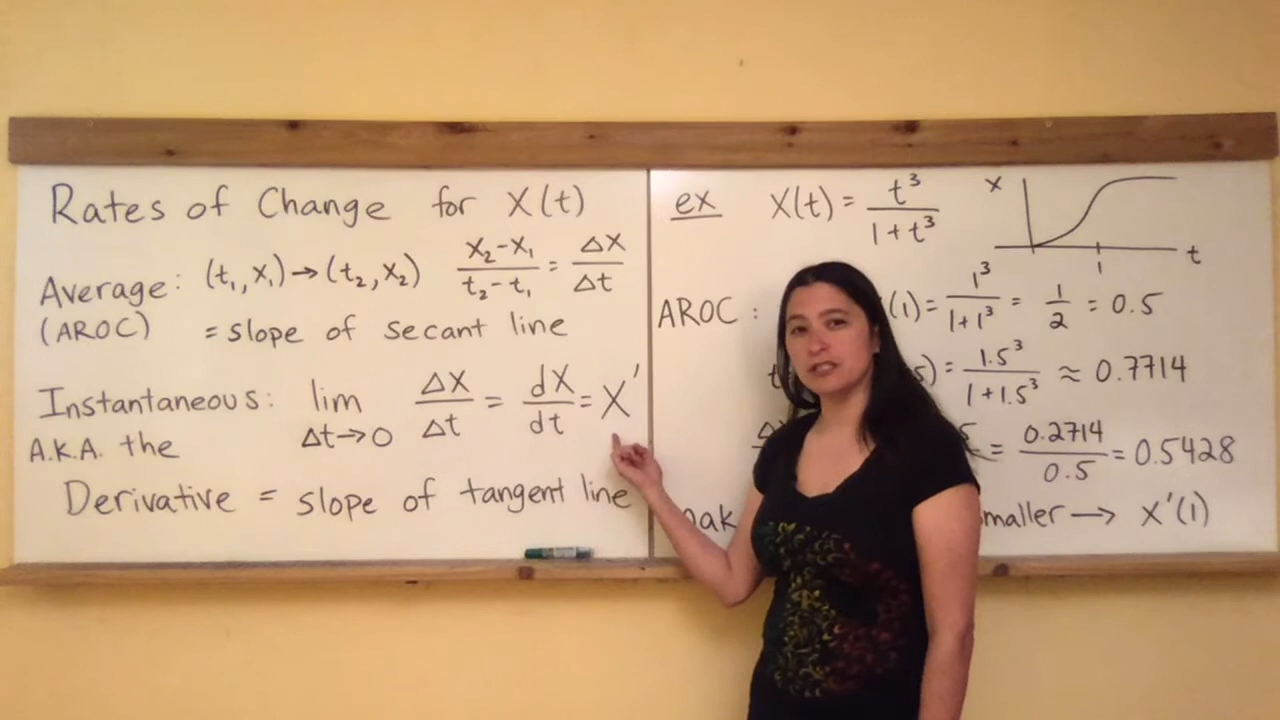 Rates of Change for X(t)
Average: (t₁, X₁) → (t₂, X₂) (X₂ - X₁)/(t₂ - t₁) = ΔX/Δt
(AROC) = slope of secant line
Instantaneous: lim Δt→0 ΔX/Δt = dX/dt = X'
A.K.A. the
Derivative = slope of tangent line
ex X(t) = t³/(1+t³)
X
1
t
AROC: (1) = 1³/(1+1³) = 1/2 = 0.5
) = 1.5³/(1+1.5³) ≈ 0.7714
= 0.2714/0.5 = 0.5428
→ X'(1)